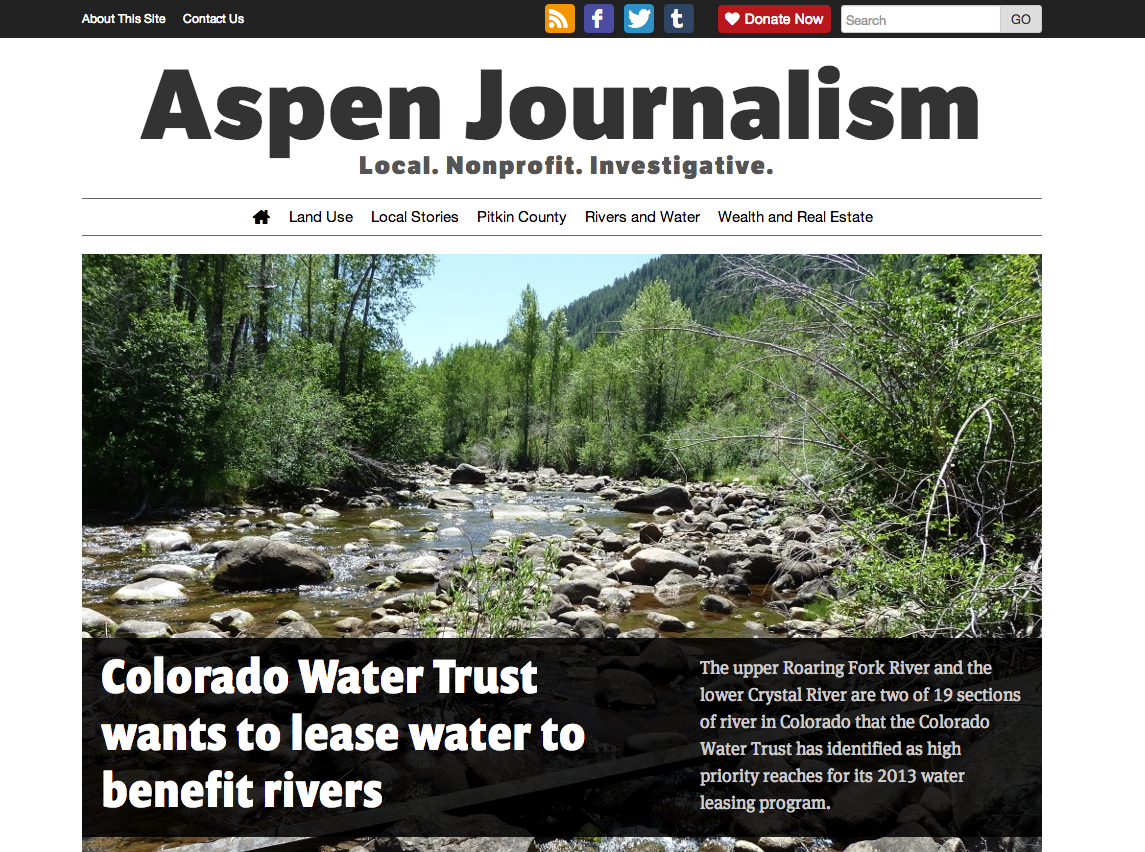 About This Site Contact Us Donate Now Search GO
Aspen Journalism
Local. Nonprofit. Investigative.
Land Use Local Stories Pitkin County Rivers and Water Wealth and Real Estate
Colorado Water Trust
wants to lease water to
benefit rivers
The upper Roaring Fork River and the
lower Crystal River are two of 19 sections
of river in Colorado that the Colorado
Water Trust has identified as high
priority reaches for its 2013 water
leasing program.